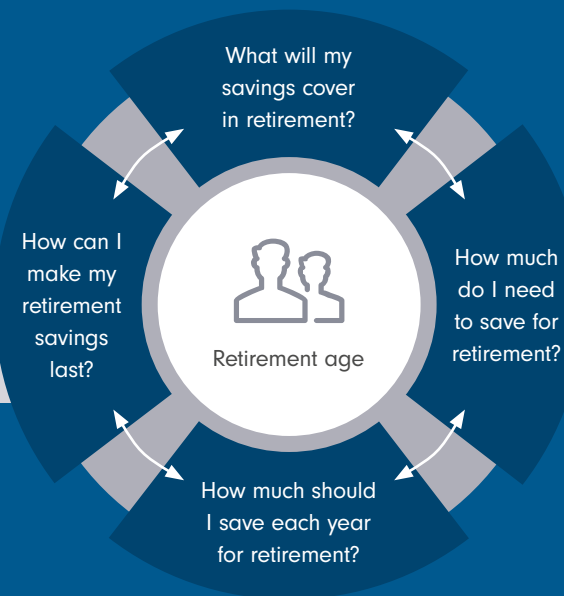 What will my
savings cover
in retirement?
How can I
make my
retirement
savings
last?
Retirement age
How much
do I need
to save for
retirement?
How much should
I save each year
for retirement?